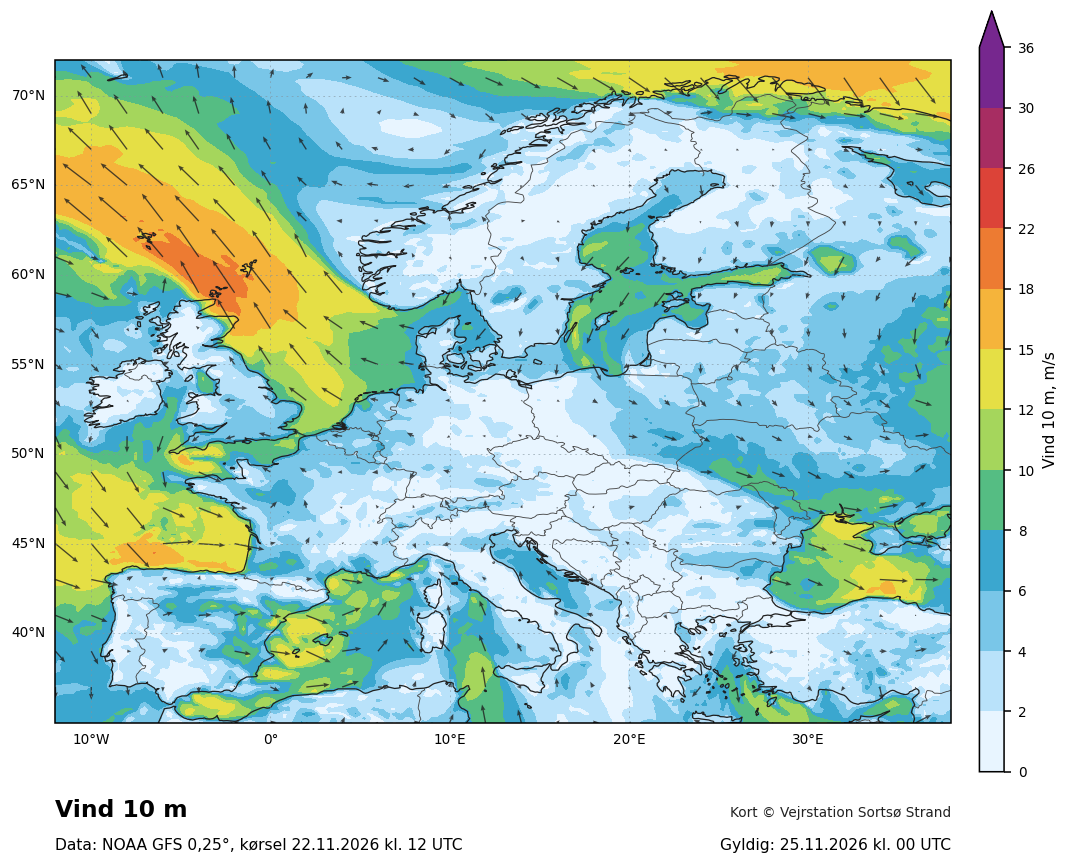 36
30
26
22
18
15
12
10
8
6
4
2
0
Vind 10 m, m/s
70°N
65°N
60°N
55°N
50°N
45°N
40°N
10°W
0°
10°E
20°E
30°E
Vind 10 m
Kort © Vejrstation Sortsø Strand
Data: NOAA GFS 0,25°, kørsel 22.11.2026 kl. 12 UTC
Gyldig: 25.11.2026 kl. 00 UTC